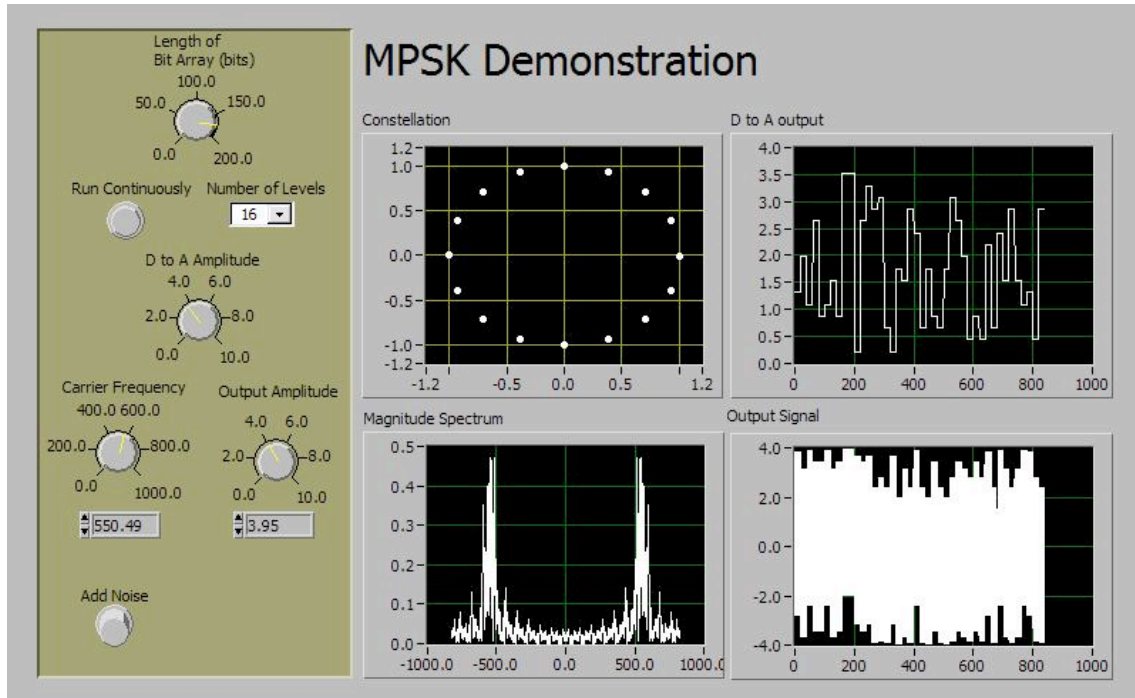 MPSK Demonstration
Length of
Bit Array (bits)
100.0
50.0 150.0
0.0 200.0
Run Continuously Number of Levels
16
D to A Amplitude
4.0 6.0
2.0 8.0
0.0 10.0
Carrier Frequency
400.0 600.0
200.0 800.0
0.0 1000.0
550.49
Output Amplitude
4.0 6.0
2.0 8.0
0.0 10.0
3.95
Add Noise
Constellation
1.2
1.0
0.5
0.0
-0.5
-1.0
-1.2
-1.2 -0.5 0.0 0.5 1.2
D to A output
4.0
3.5
3.0
2.5
2.0
1.5
1.0
0.5
0.0
0 200 400 600 800 1000
Magnitude Spectrum
0.5
0.4
0.3
0.2
0.1
0.0
-1000.0 -500.0 0.0 500.0 1000.0
Output Signal
4.0
2.0
0.0
-2.0
-4.0
0 200 400 600 800 1000